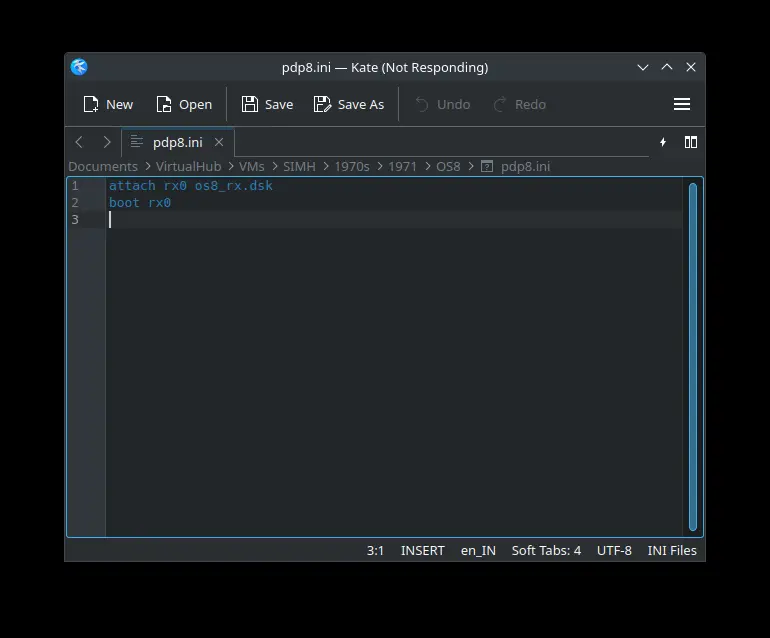 pdp8.ini — Kate (Not Responding)
New Open Save Save As Undo Redo
pdp8.ini
Documents VirtualHub VMs SIMH 1970s 1971 OS8 pdp8.ini
1 attach rx0 os8_rx.dsk
2 boot rx0
3
3:1 INSERT en_IN Soft Tabs: 4 UTF-8 INI Files